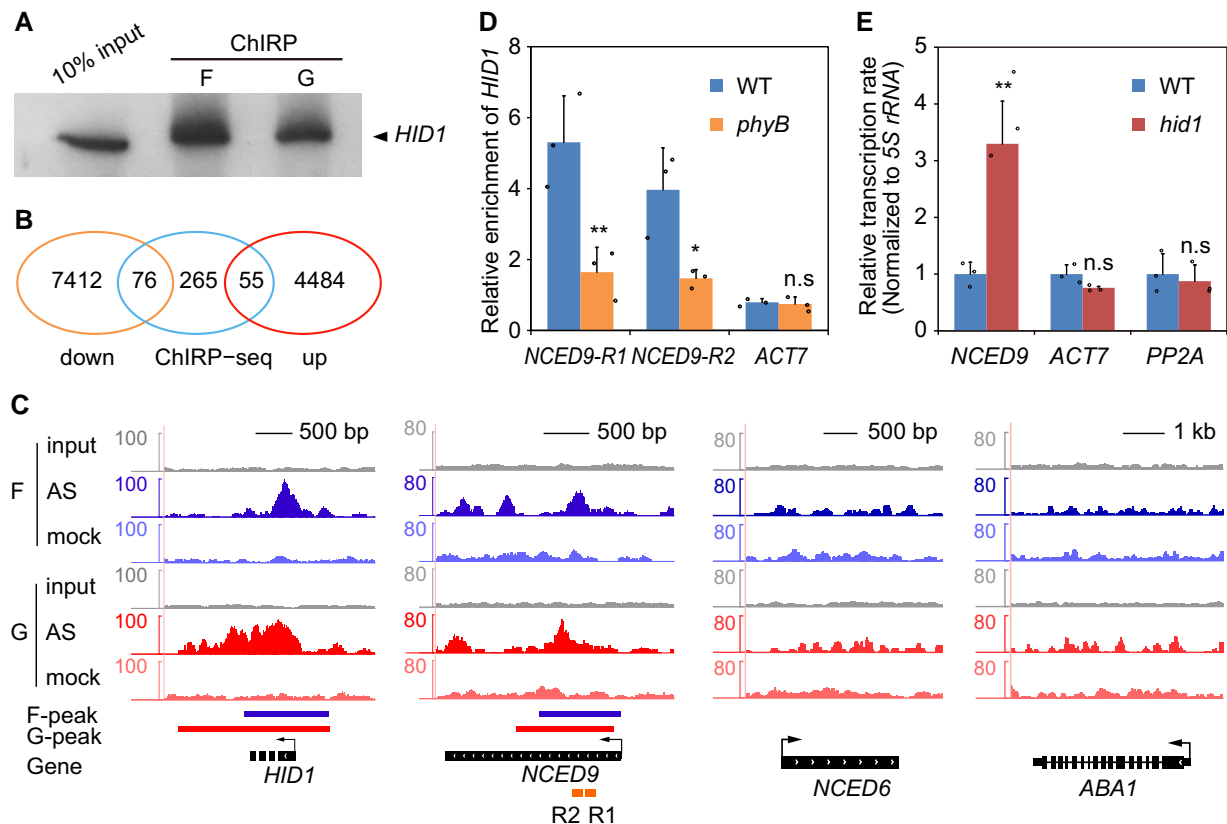 A
10% input
ChIRP
F
G
HID1
B
7412
76
265
55
4484
down
ChIRP−seq
up
D
Relative enrichment of HID1
8
6
4
2
0
WT
phyB
**
*
n.s
NCED9-R1
NCED9-R2
ACT7
E
Relative transcription rate
(Normalized to 5S rRNA)
5
4
3
2
1
0
WT
hid1
**
n.s
n.s
NCED9
ACT7
PP2A
C
500 bp
500 bp
500 bp
1 kb
F
input
100
80
80
80
AS
100
80
80
80
mock
100
80
80
80
G
input
100
80
80
80
AS
100
80
80
80
mock
100
80
80
80
F-peak
G-peak
Gene
HID1
NCED9
NCED6
ABA1
R2 R1